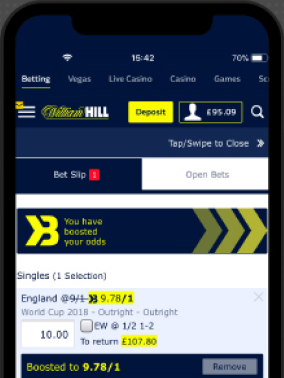 15:42 70%
Betting Vegas Live Casino Casino Games Sc
William HILL Deposit £95.09
Tap/Swipe to Close
Bet Slip 1 Open Bets
You have
boosted
your odds
Singles (1 Selection)
England @9/1 9.78/1
World Cup 2018 - Outright - Outright
10.00 EW @ 1/2 1-2
To return £107.80
Boosted to 9.78/1 Remove